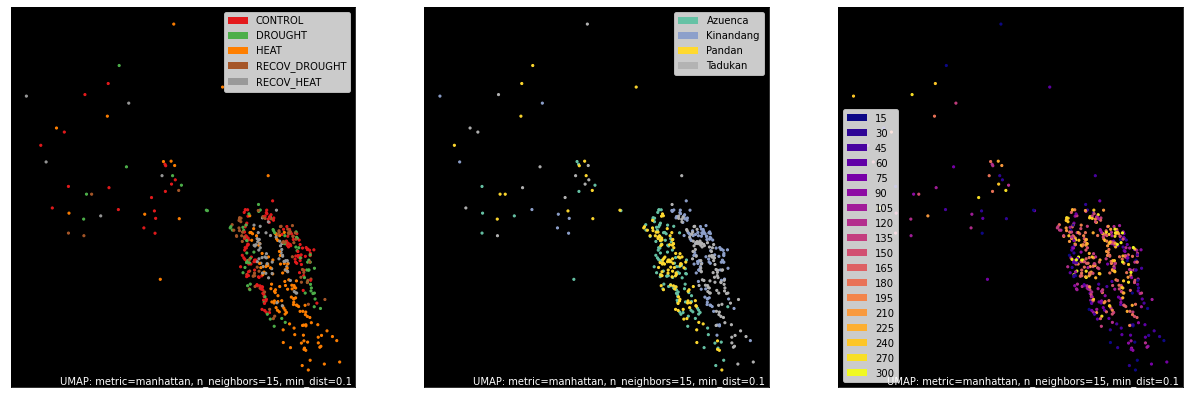 CONTROL
DROUGHT
HEAT
RECOV_DROUGHT
RECOV_HEAT
UMAP: metric=manhattan, n_neighbors=15, min_dist=0.1
Azuenca
Kinandang
Pandan
Tadukan
UMAP: metric=manhattan, n_neighbors=15, min_dist=0.1
15
30
45
60
75
90
105
120
135
150
165
180
195
210
225
240
270
300
UMAP: metric=manhattan, n_neighbors=15, min_dist=0.1